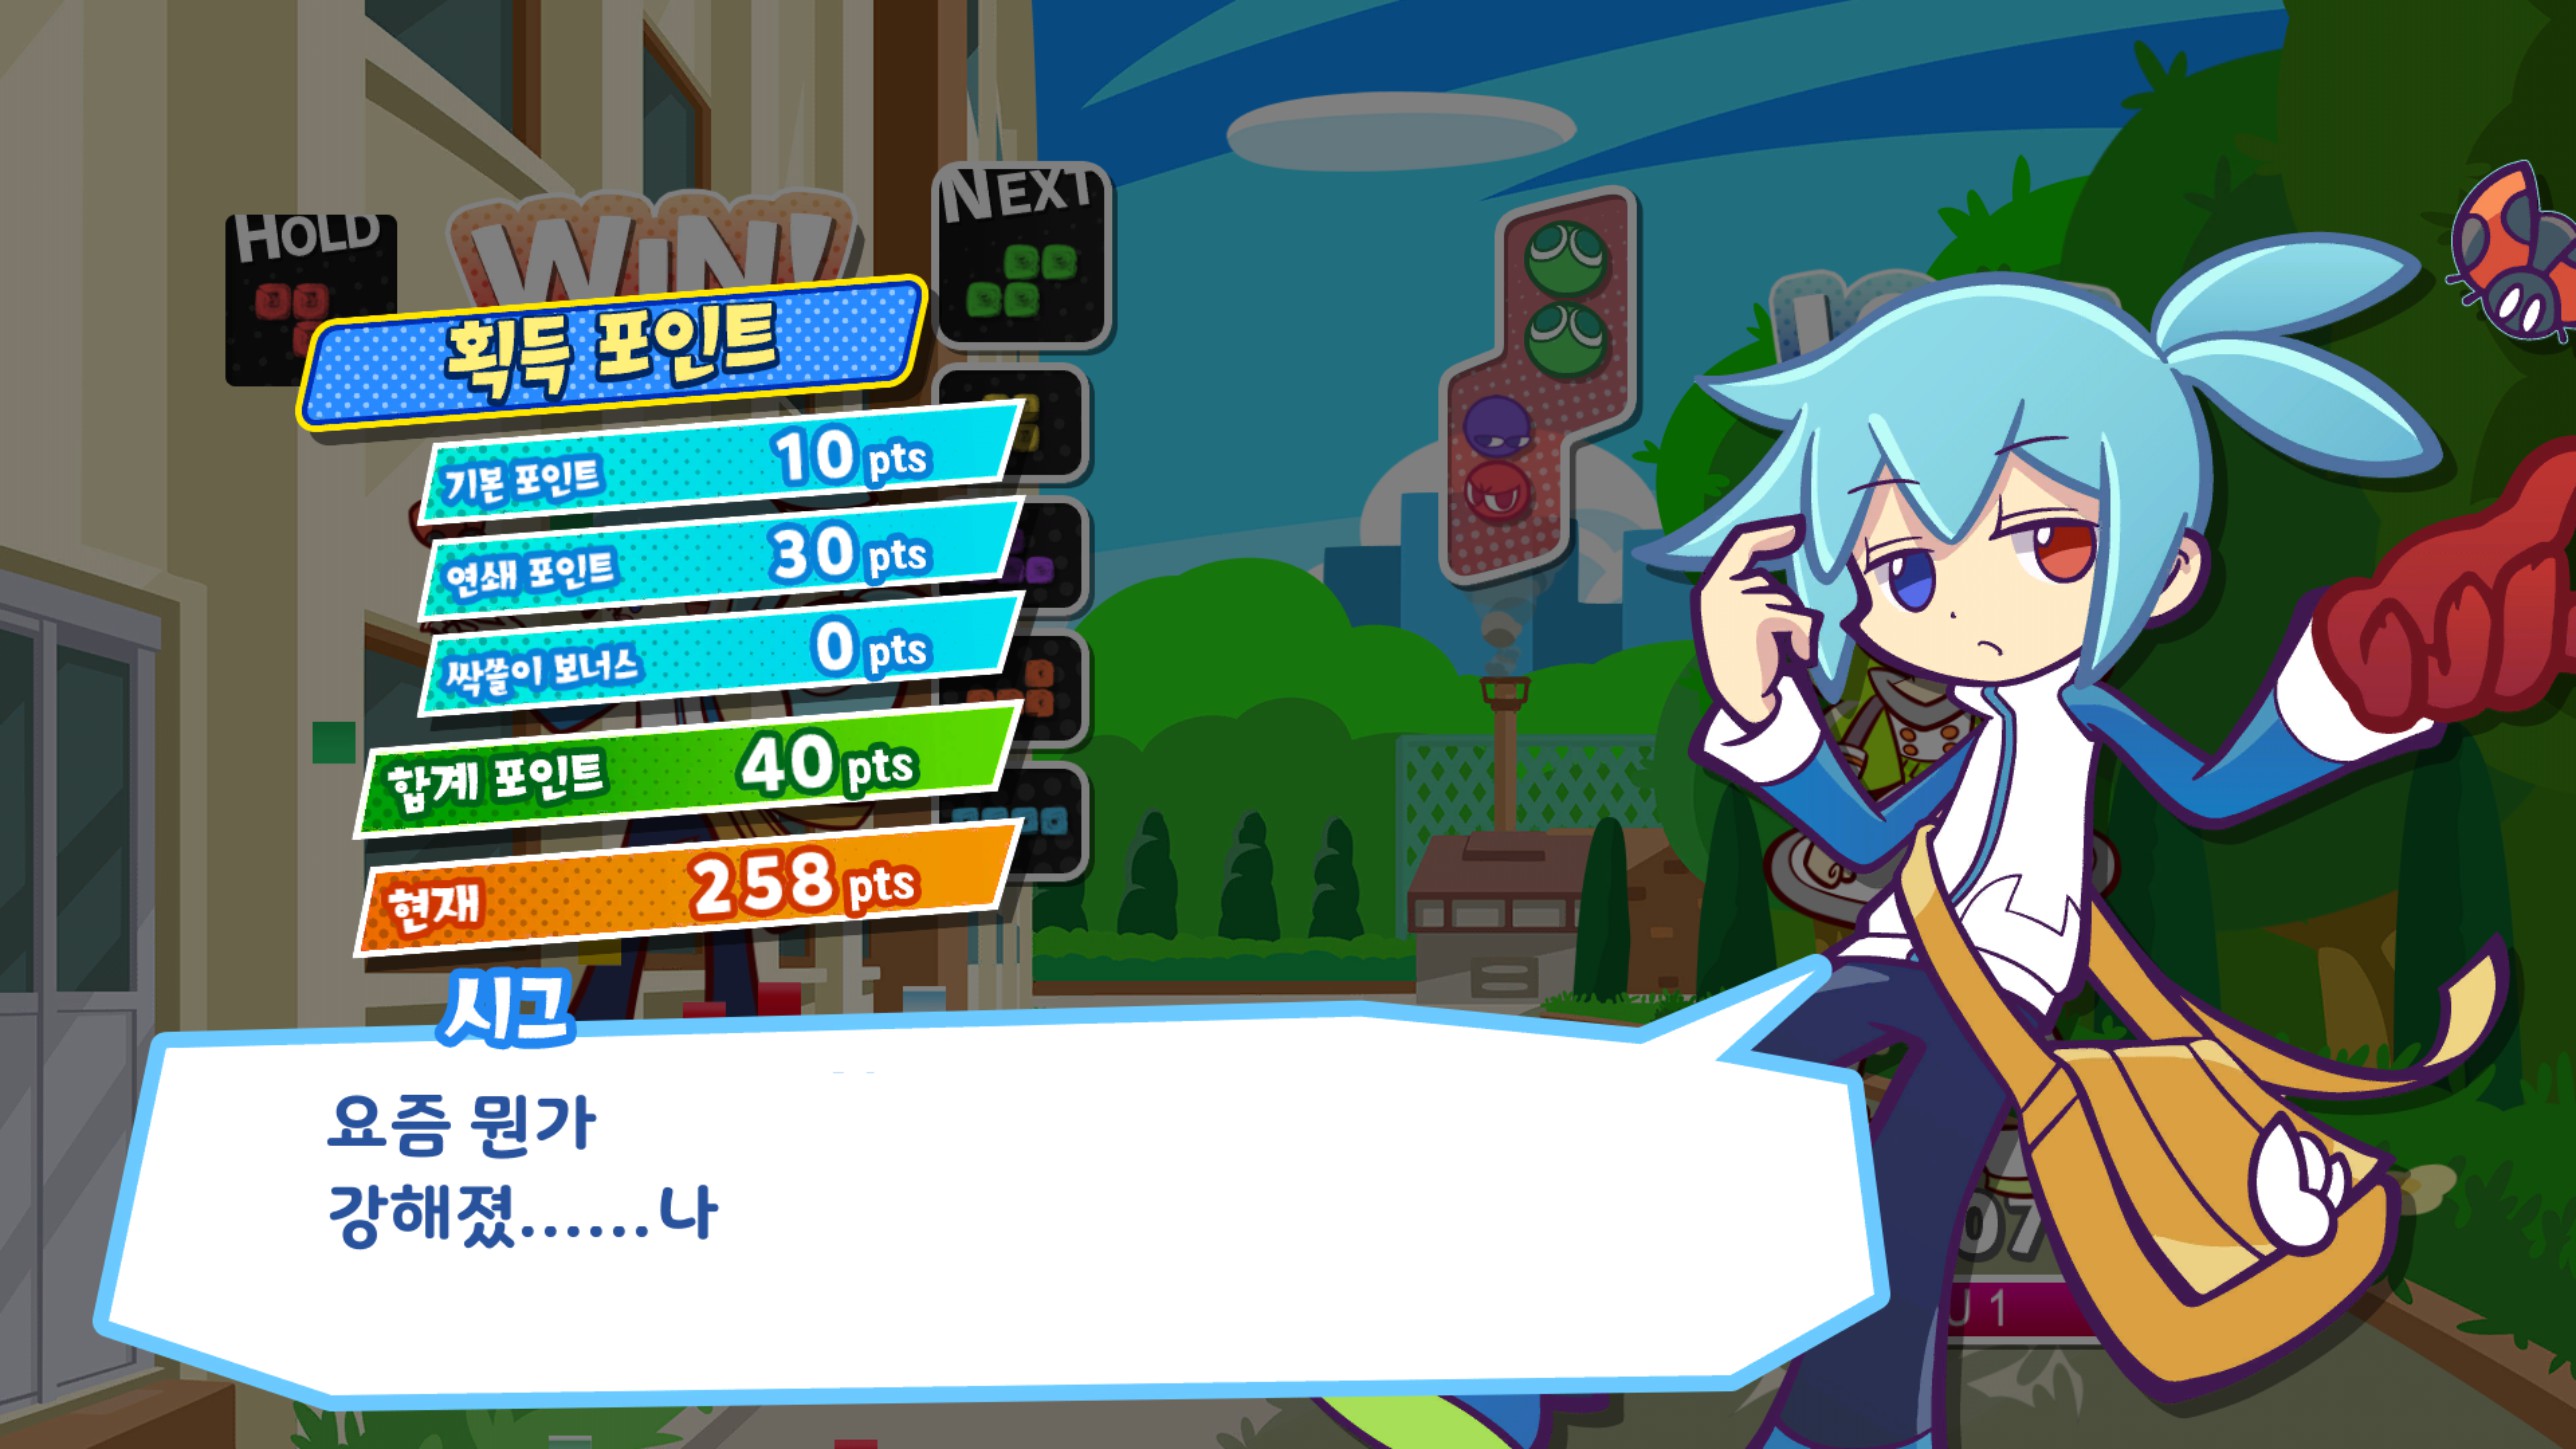 HOLD
WIN!
NEXT
획득 포인트
기본 포인트 10 pts
연쇄 포인트 30 pts
싹쓸이 보너스 0 pts
합계 포인트 40 pts
현재 258 pts
시그
요즘 뭔가
강해졌......나